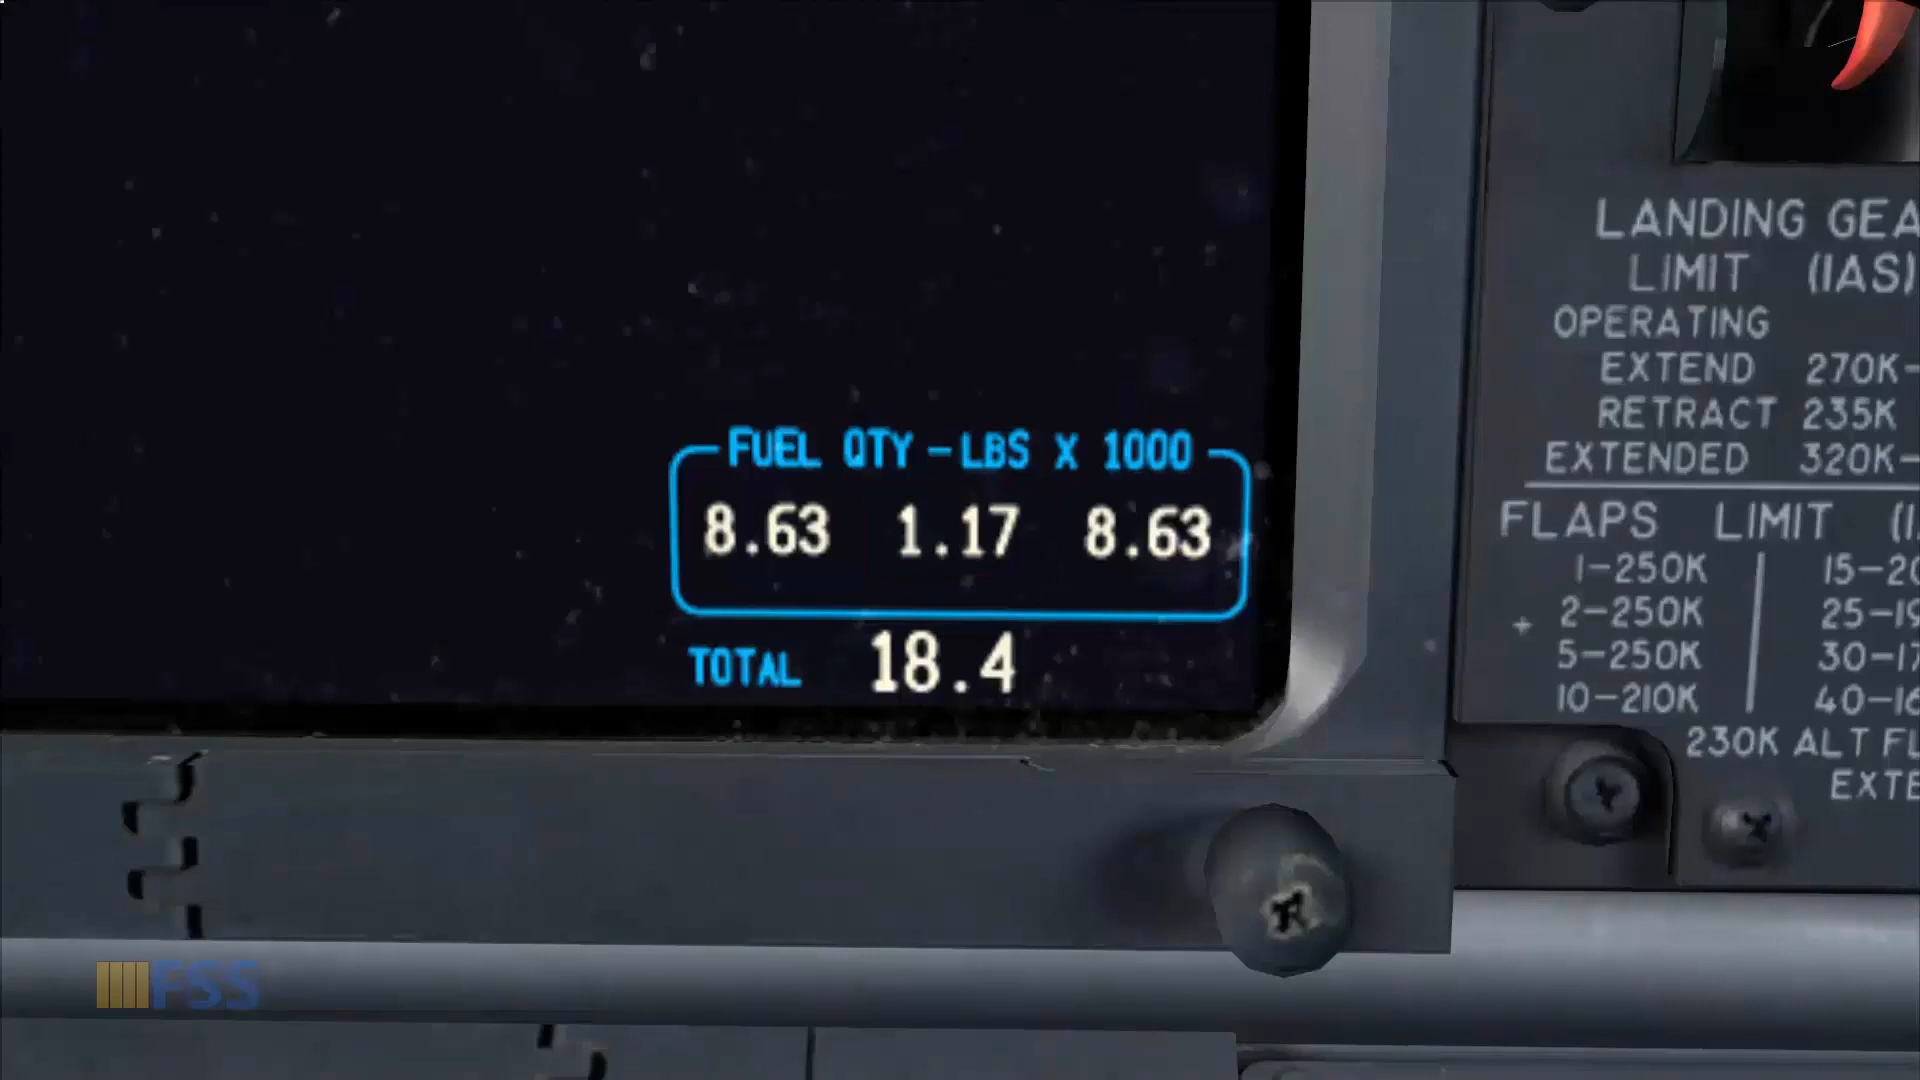 FUEL QTY - LBS X 1000
8.63 1.17 8.63
TOTAL 18.4
LANDING GEA
LIMIT (IAS)
OPERATING
EXTEND 270K-
RETRACT 235K
EXTENDED 320K-
FLAPS LIMIT (I
1-250K 15-20
2-250K 25-19
5-250K 30-17
10-210K 40-16
230K ALT FL
EXTE
FSS